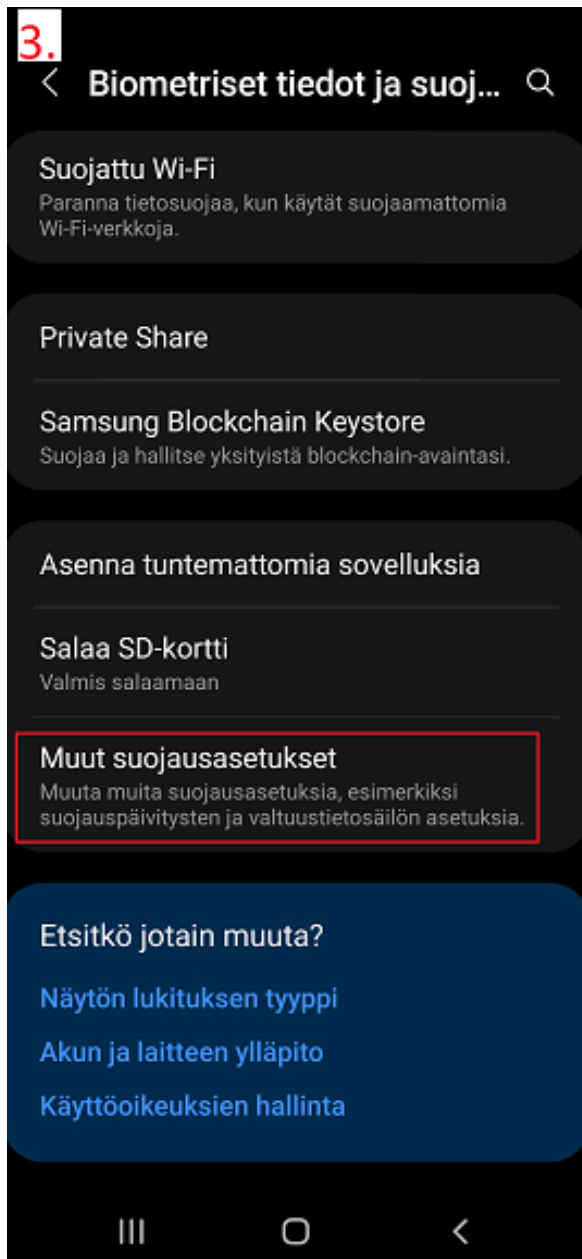 3.
Biometriset tiedot ja suoj...
Suojattu Wi-Fi
Paranna tietosuojaa, kun käytät suojaamattomia
Wi-Fi-verkkoja.
Private Share
Samsung Blockchain Keystore
Suojaa ja hallitse yksityistä blockchain-avaintasi.
Asenna tuntemattomia sovelluksia
Salaa SD-kortti
Valmis salaamaan
Muut suojausasetukset
Muuta muita suojausasetuksia, esimerkiksi
suojauspäivitysten ja valtuustietosäilön asetuksia.
Etsitkö jotain muuta?
Näytön lukituksen tyyppi
Akun ja laitteen ylläpito
Käyttöoikeuksien hallinta